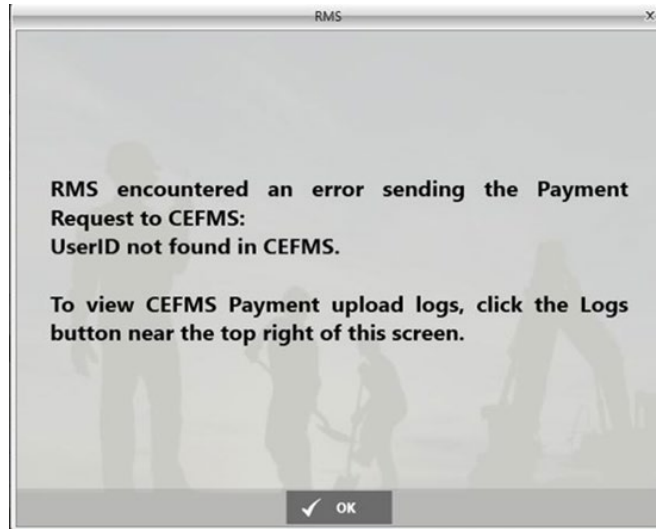 RMS
x
RMS encountered an error sending the Payment
Request to CEFMS:
UserID not found in CEFMS.
To view CEFMS Payment upload logs, click the Logs
button near the top right of this screen.
OK